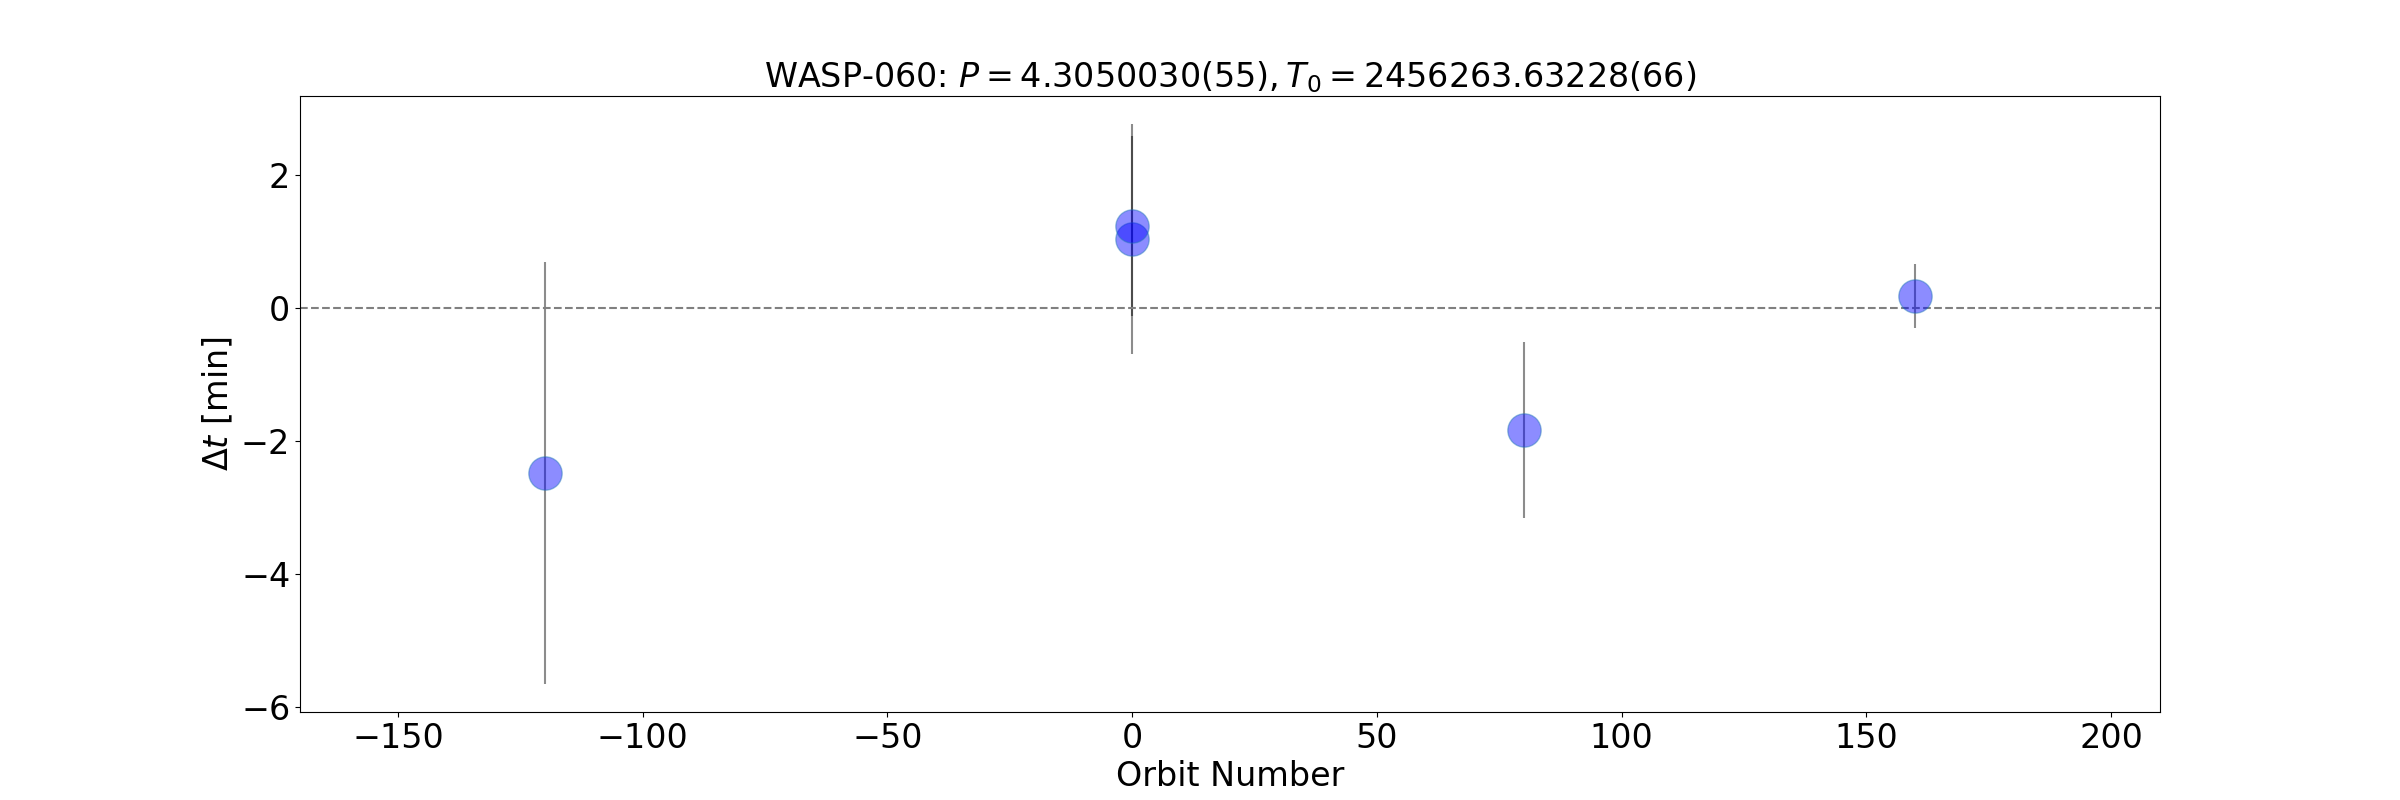 WASP-060: P = 4.3050030(55), T₀ = 2456263.63228(66)
Δt [min]
2
0
−2
−4
−6
−150 −100 −50 0 50 100 150 200
Orbit Number